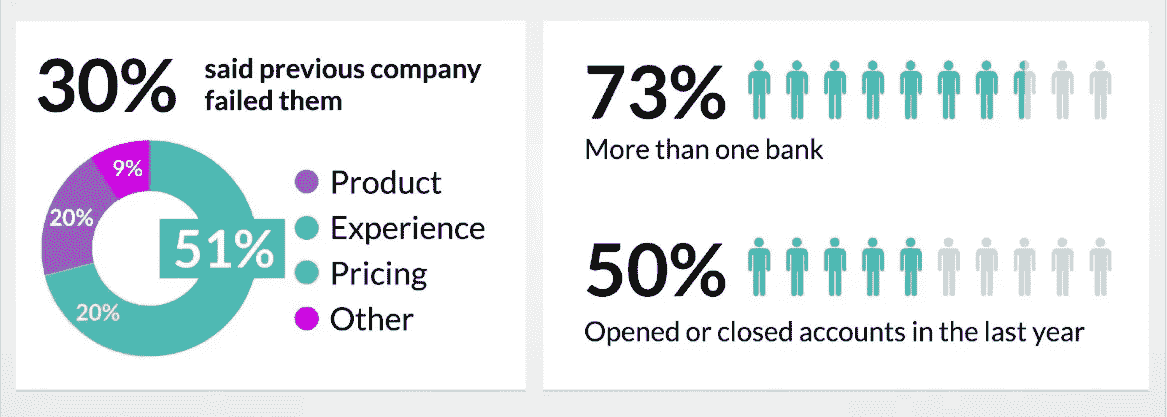 30% said previous company
failed them
9%
20%
51%
20%
Product
Experience
Pricing
Other
73%
More than one bank
50%
Opened or closed accounts in the last year